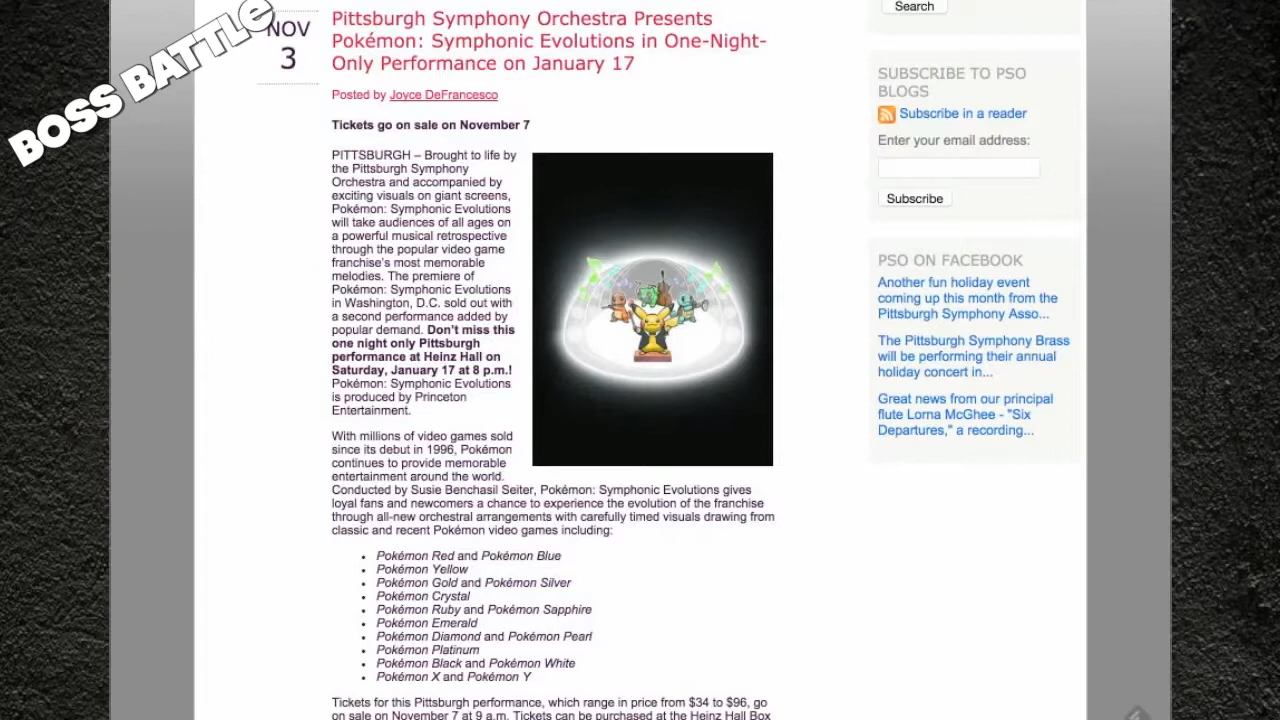 BOSS BATTLE
NOV
3
Pittsburgh Symphony Orchestra Presents
Pokémon: Symphonic Evolutions in One-Night-
Only Performance on January 17
Posted by Joyce DeFrancesco
Tickets go on sale on November 7
PITTSBURGH – Brought to life by
the Pittsburgh Symphony
Orchestra and accompanied by
exciting visuals on giant screens,
Pokémon: Symphonic Evolutions
will take audiences of all ages on
a powerful musical retrospective
through the popular video game
franchise's most memorable
melodies. The premiere of
Pokémon: Symphonic Evolutions
in Washington, D.C. sold out with
a second performance added by
popular demand. Don't miss this
one night only Pittsburgh
performance at Heinz Hall on
Saturday, January 17 at 8 p.m.!
Pokémon: Symphonic Evolutions
is produced by Princeton
Entertainment.
With millions of video games sold
since its debut in 1996, Pokémon
continues to provide memorable
entertainment around the world.
Conducted by Susie Benchasil Seiter, Pokémon: Symphonic Evolutions gives
loyal fans and newcomers a chance to experience the evolution of the franchise
through all-new orchestral arrangements with carefully timed visuals drawing from
classic and recent Pokémon video games including:
• Pokémon Red and Pokémon Blue
• Pokémon Yellow
• Pokémon Gold and Pokémon Silver
• Pokémon Crystal
• Pokémon Ruby and Pokémon Sapphire
• Pokémon Emerald
• Pokémon Diamond and Pokémon Pearl
• Pokémon Platinum
• Pokémon Black and Pokémon White
• Pokémon X and Pokémon Y
Tickets for this Pittsburgh performance, which range in price from $34 to $96, go
on sale on November 7 at 9 a.m. Tickets can be purchased at the Heinz Hall Box
Search
SUBSCRIBE TO PSO
BLOGS
Subscribe in a reader
Enter your email address:
Subscribe
PSO ON FACEBOOK
Another fun holiday event
coming up this month from the
Pittsburgh Symphony Asso...
The Pittsburgh Symphony Brass
will be performing their annual
holiday concert in...
Great news from our principal
flute Lorna McGhee - "Six
Departures," a recording...